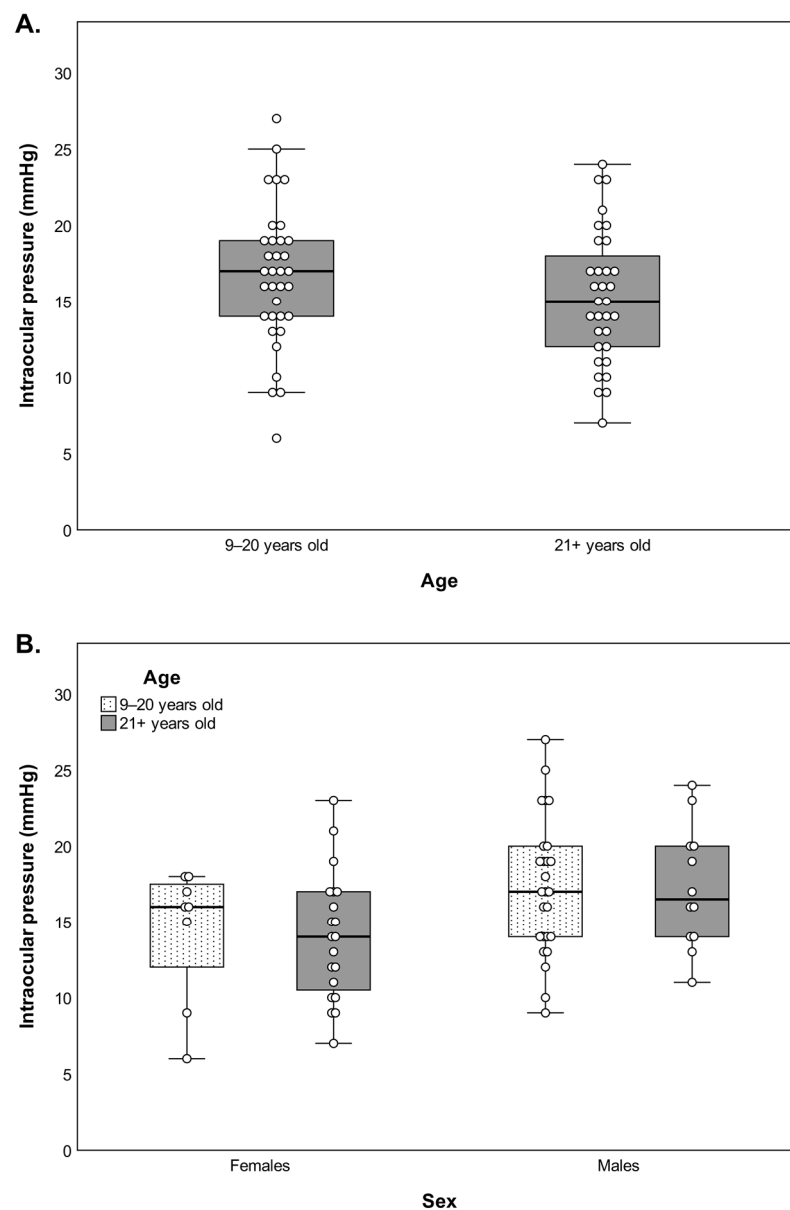 A.
30
25
20
15
10
5
0
Intraocular pressure (mmHg)
9–20 years old
21+ years old
Age
B.
Age
9–20 years old
21+ years old
30
25
20
15
10
5
0
Intraocular pressure (mmHg)
Females
Males
Sex